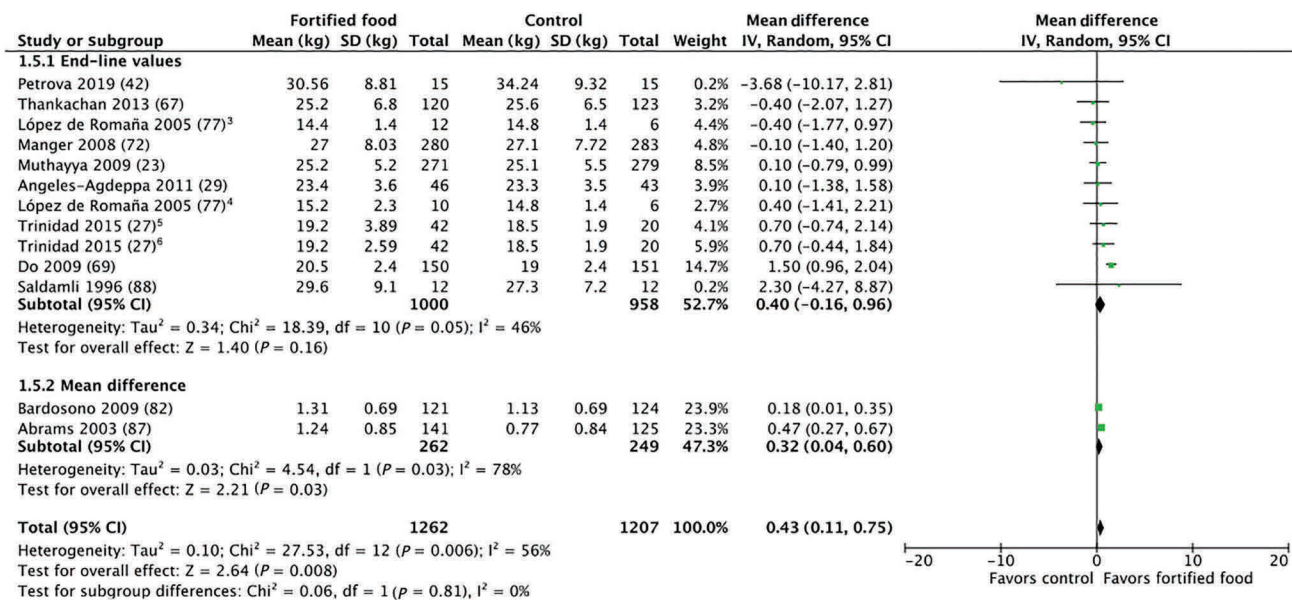 Fortified food Control Mean difference Mean difference
Study or subgroup Mean (kg) SD (kg) Total Mean (kg) SD (kg) Total Weight IV, Random, 95% CI IV, Random, 95% CI
1.5.1 End-line values
Petrova 2019 (42) 30.56 8.81 15 34.24 9.32 15 0.2% −3.68 (−10.17, 2.81)
Thankachan 2013 (67) 25.2 6.8 120 25.6 6.5 123 3.2% −0.40 (−2.07, 1.27)
López de Romaña 2005 (77)³ 14.4 1.4 12 14.8 1.4 6 4.4% −0.40 (−1.77, 0.97)
Manger 2008 (72) 27 8.03 280 27.1 7.72 283 4.8% −0.10 (−1.40, 1.20)
Muthayya 2009 (23) 25.2 5.2 271 25.1 5.5 279 8.5% 0.10 (−0.79, 0.99)
Angeles-Agdeppa 2011 (29) 23.4 3.6 46 23.3 3.5 43 3.9% 0.10 (−1.38, 1.58)
López de Romaña 2005 (77)⁴ 15.2 2.3 10 14.8 1.4 6 2.7% 0.40 (−1.41, 2.21)
Trinidad 2015 (27)⁵ 19.2 3.89 42 18.5 1.9 20 4.1% 0.70 (−0.74, 2.14)
Trinidad 2015 (27)⁶ 19.2 2.59 42 18.5 1.9 20 5.9% 0.70 (−0.44, 1.84)
Do 2009 (69) 20.5 2.4 150 19 2.4 151 14.7% 1.50 (0.96, 2.04)
Saldamli 1996 (88) 29.6 9.1 12 27.3 7.2 12 0.2% 2.30 (−4.27, 8.87)
Subtotal (95% CI) 1000 958 52.7% 0.40 (−0.16, 0.96)
Heterogeneity: Tau² = 0.34; Chi² = 18.39, df = 10 (P = 0.05); I² = 46%
Test for overall effect: Z = 1.40 (P = 0.16)
1.5.2 Mean difference
Bardosono 2009 (82) 1.31 0.69 121 1.13 0.69 124 23.9% 0.18 (0.01, 0.35)
Abrams 2003 (87) 1.24 0.85 141 0.77 0.84 125 23.3% 0.47 (0.27, 0.67)
Subtotal (95% CI) 262 249 47.3% 0.32 (0.04, 0.60)
Heterogeneity: Tau² = 0.03; Chi² = 4.54, df = 1 (P = 0.03); I² = 78%
Test for overall effect: Z = 2.21 (P = 0.03)
Total (95% CI) 1262 1207 100.0% 0.43 (0.11, 0.75)
Heterogeneity: Tau² = 0.10; Chi² = 27.53, df = 12 (P = 0.006); I² = 56%
Test for overall effect: Z = 2.64 (P = 0.008)
Test for subgroup differences: Chi² = 0.06, df = 1 (P = 0.81), I² = 0%
−20 −10 0 10 20
Favors control Favors fortified food